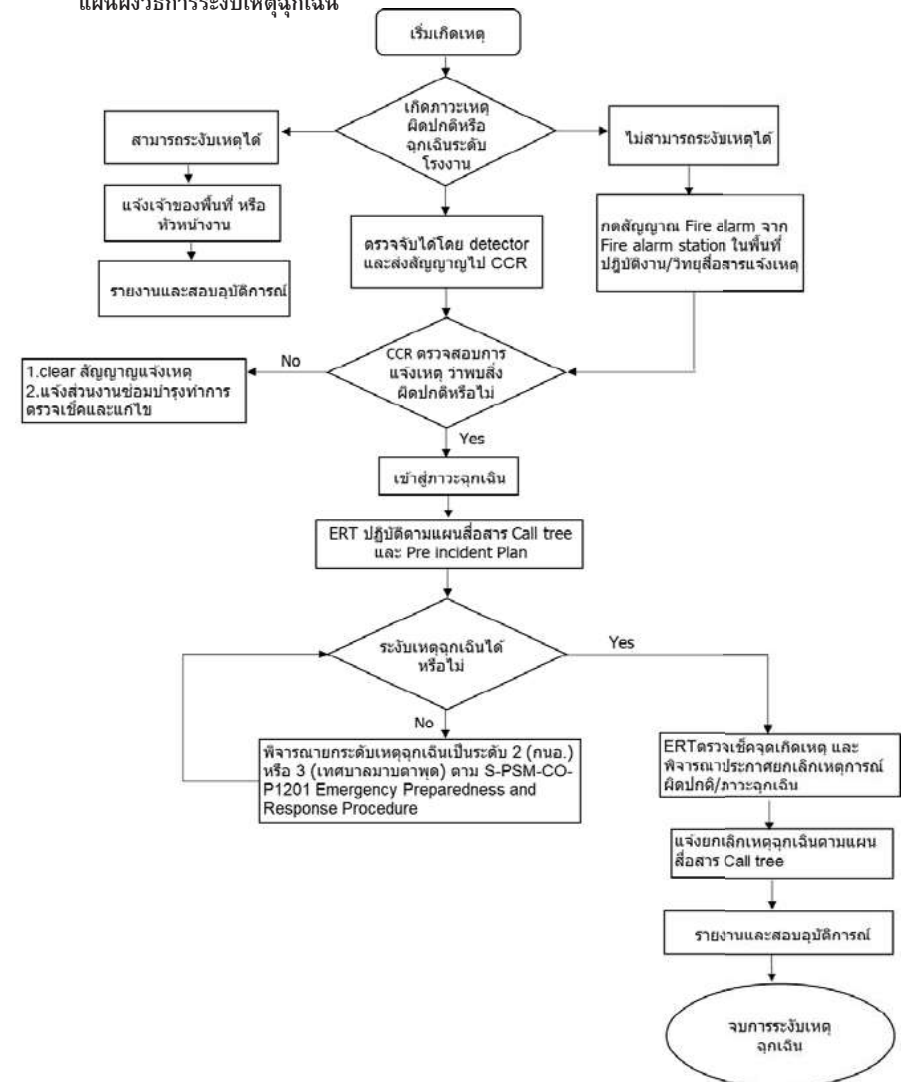 แผนผังวิธีการระงับเหตุฉุกเฉิน
เริ่มเกิดเหตุ
เกิดภาวะเหตุ
ผิดปกติหรือ
ฉุกเฉินระดับ
โรงงาน
สามารถระงับเหตุได้
ไม่สามารถระงับเหตุได้
แจ้งเจ้าของพื้นที่ หรือ
หัวหน้างาน
รายงานและสอบอุบัติการณ์
ตรวจจับได้โดย detector
และส่งสัญญาญไป CCR
กดสัญญาณ Fire alarm จาก
Fire alarm station ในพื้นที่
ปฎิบัติงาน/วิทยุสื่อสารแจ้งเหตุ
CCR ตรวจสอบการ
แจ้งเหตุ ว่าพบสิ่ง
ผิดปกติหรือไม่
No
1.clear สัญญาญแจ้งเหตุ
2.แจ้งส่วนงานซ่อมบำรุงทำการ
ตรวจเช็คและแก้ไข
Yes
เข้าสู่ภาวะฉุกเฉิน
ERT ปฏิบัติตามแผนสื่อสาร Call tree
และ Pre incident Plan
ระงับเหตุฉุกเฉินได้
หรือไม่
Yes
No
พิจารณายกระดับเหตุฉุกเฉินเป็นระดับ 2 (กนอ.)
หรือ 3 (เทศบาลมาบตาพุด) ตาม S-PSM-CO-
P1201 Emergency Preparedness and
Response Procedure
ERTตรวจเช็คจุดเกิดเหตุ และ
พิจารณาประกาศยกเลิกเหตุการณ์
ผิดปกติ/ภาวะฉุกเฉิน
แจ้งยกเลิกเหตุฉุกเฉินตามแผน
สื่อสาร Call tree
รายงานและสอบอุบัติการณ์
จบการระงับเหตุ
ฉุกเฉิน